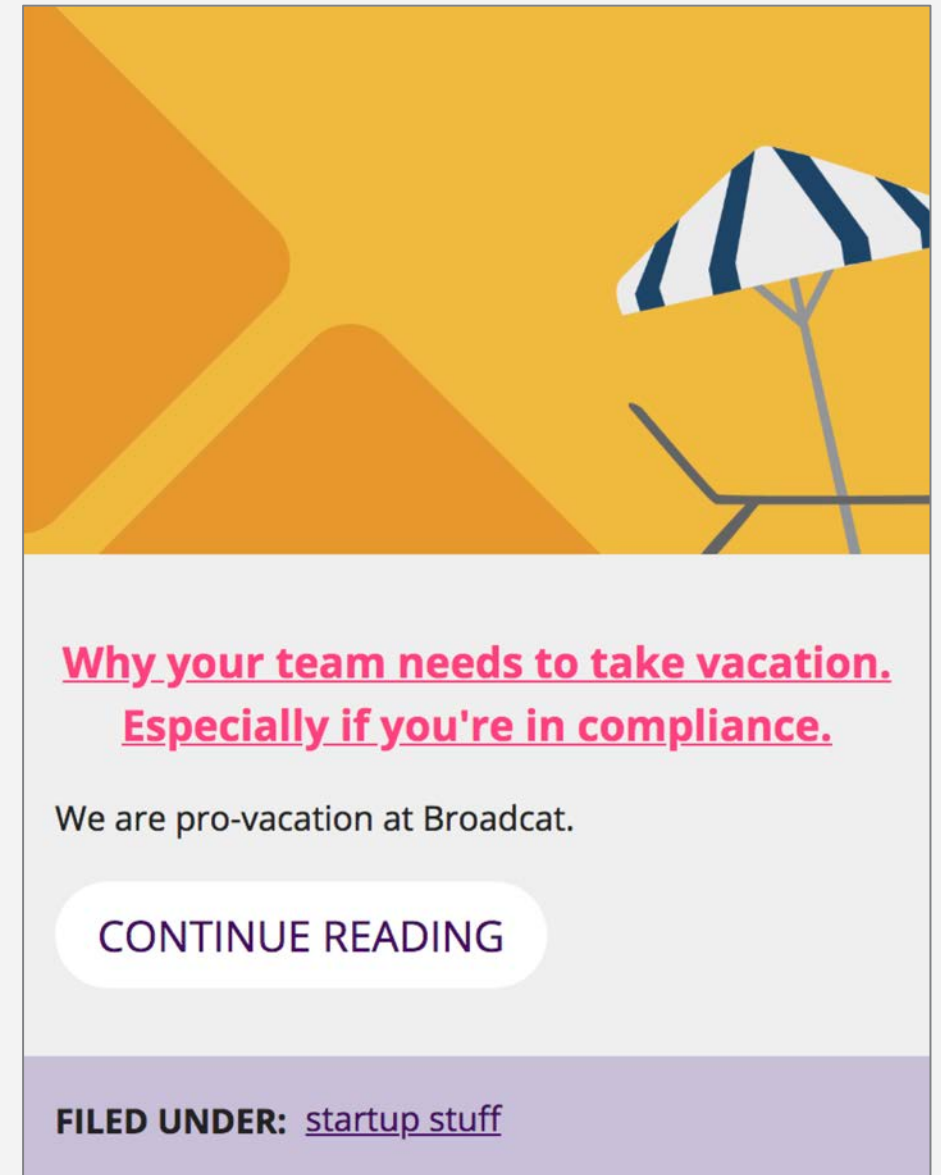 Why your team needs to take vacation.
Especially if you're in compliance.
We are pro-vacation at Broadcat.
CONTINUE READING
FILED UNDER: startup stuff